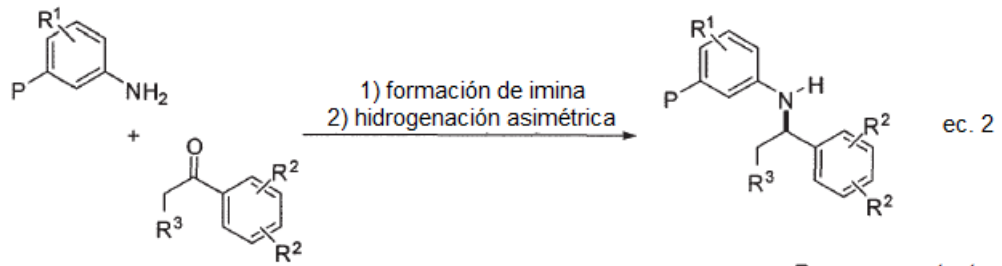 R¹
P
NH₂
+
O
R³
R²
R²
1) formación de imina
2) hidrogenación asimétrica
R¹
P
N
H
R³
R²
R²
ec. 2